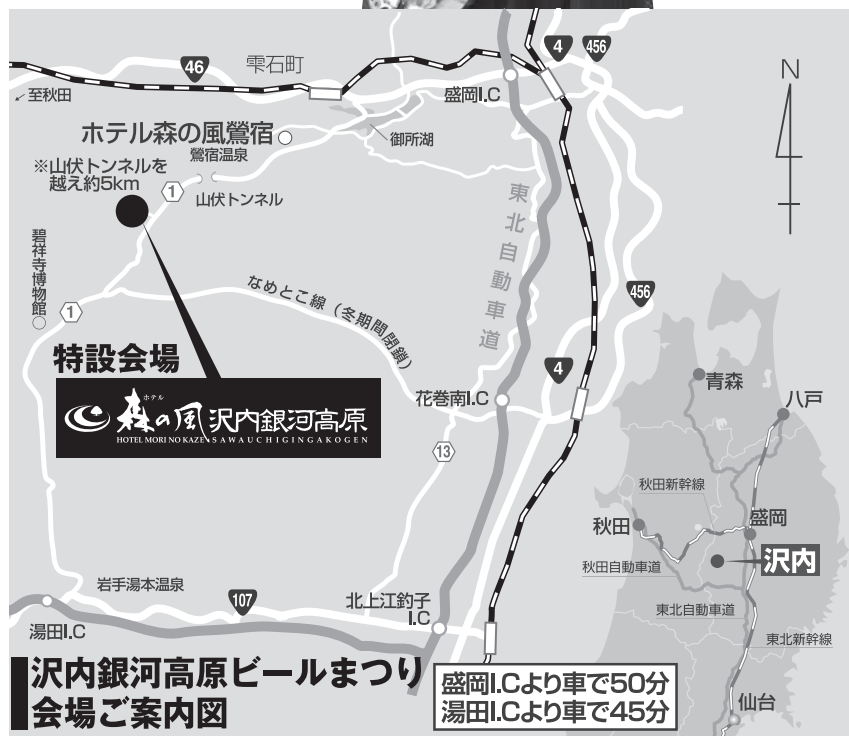 4
456
46
雫石町
N
盛岡I.C
至秋田
ホテル森の風鶯宿
鶯宿温泉
御所湖
※山伏トンネルを
越え約5km
1
山伏トンネル
東北自動車道
碧祥寺博物館
1
なめとこ線（冬期間閉鎖）
456
特設会場
4
ホテル
森の風 沢内銀河高原
HOTEL MORI NO KAZE SAWAUCHIGINGAKOGEN
花巻南I.C
13
青森
八戸
秋田新幹線
秋田
盛岡
沢内
秋田自動車道
東北自動車道
東北新幹線
仙台
岩手湯本温泉
107
北上江釣子
I.C
湯田I.C
沢内銀河高原ビールまつり
会場ご案内図
盛岡I.Cより車で50分
湯田I.Cより車で45分